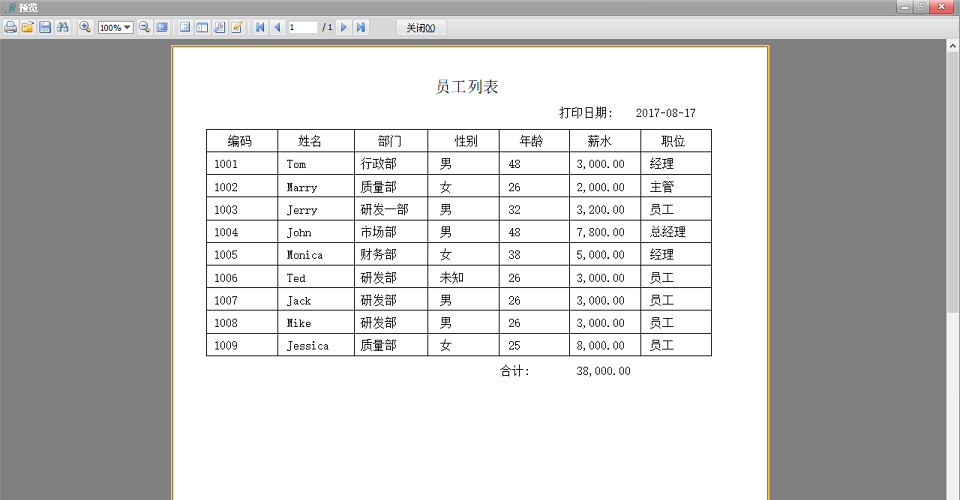 预览
100% 1 / 1 关闭(X)
员工列表
打印日期: 2017-08-17
编码 姓名 部门 性别 年龄 薪水 职位
1001 Tom 行政部 男 48 3,000.00 经理
1002 Marry 质量部 女 26 2,000.00 主管
1003 Jerry 研发一部 男 32 3,200.00 员工
1004 John 市场部 男 48 7,800.00 总经理
1005 Monica 财务部 女 38 5,000.00 经理
1006 Ted 研发部 未知 26 3,000.00 员工
1007 Jack 研发部 男 26 3,000.00 员工
1008 Mike 研发部 男 26 3,000.00 员工
1009 Jessica 质量部 女 25 8,000.00 员工
合计: 38,000.00